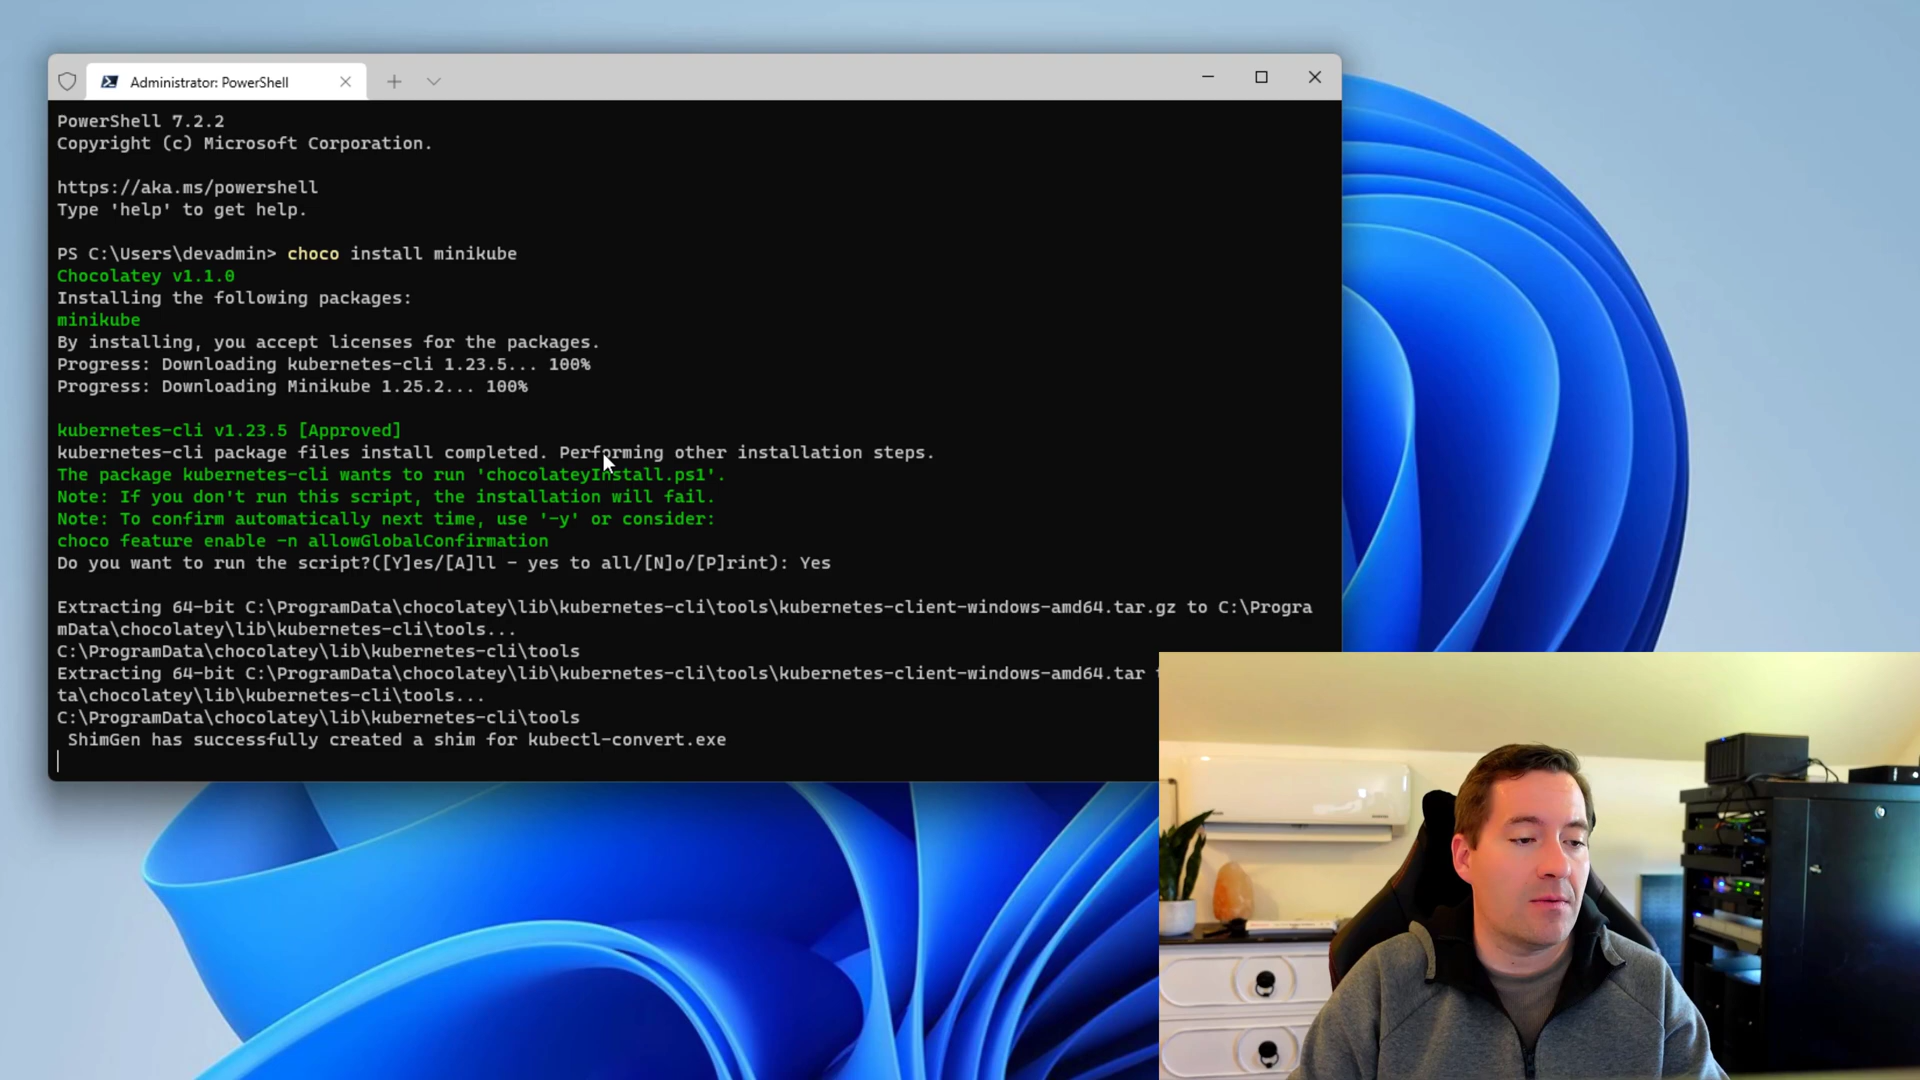 Administrator: PowerShell
PowerShell 7.2.2
Copyright (c) Microsoft Corporation.
https://aka.ms/powershell
Type 'help' to get help.
PS C:\Users\devadmin> choco install minikube
Chocolatey v1.1.0
Installing the following packages:
minikube
By installing, you accept licenses for the packages.
Progress: Downloading kubernetes-cli 1.23.5... 100%
Progress: Downloading Minikube 1.25.2... 100%
kubernetes-cli v1.23.5 [Approved]
kubernetes-cli package files install completed. Performing other installation steps.
The package kubernetes-cli wants to run 'chocolateyInstall.ps1'.
Note: If you don't run this script, the installation will fail.
Note: To confirm automatically next time, use '-y' or consider:
choco feature enable -n allowGlobalConfirmation
Do you want to run the script?([Y]es/[A]ll - yes to all/[N]o/[P]rint): Yes
Extracting 64-bit C:\ProgramData\chocolatey\lib\kubernetes-cli\tools\kubernetes-client-windows-amd64.tar.gz to C:\Progra
mData\chocolatey\lib\kubernetes-cli\tools...
C:\ProgramData\chocolatey\lib\kubernetes-cli\tools
Extracting 64-bit C:\ProgramData\chocolatey\lib\kubernetes-cli\tools\kubernetes-client-windows-amd64.tar
ta\chocolatey\lib\kubernetes-cli\tools...
C:\ProgramData\chocolatey\lib\kubernetes-cli\tools
ShimGen has successfully created a shim for kubectl-convert.exe